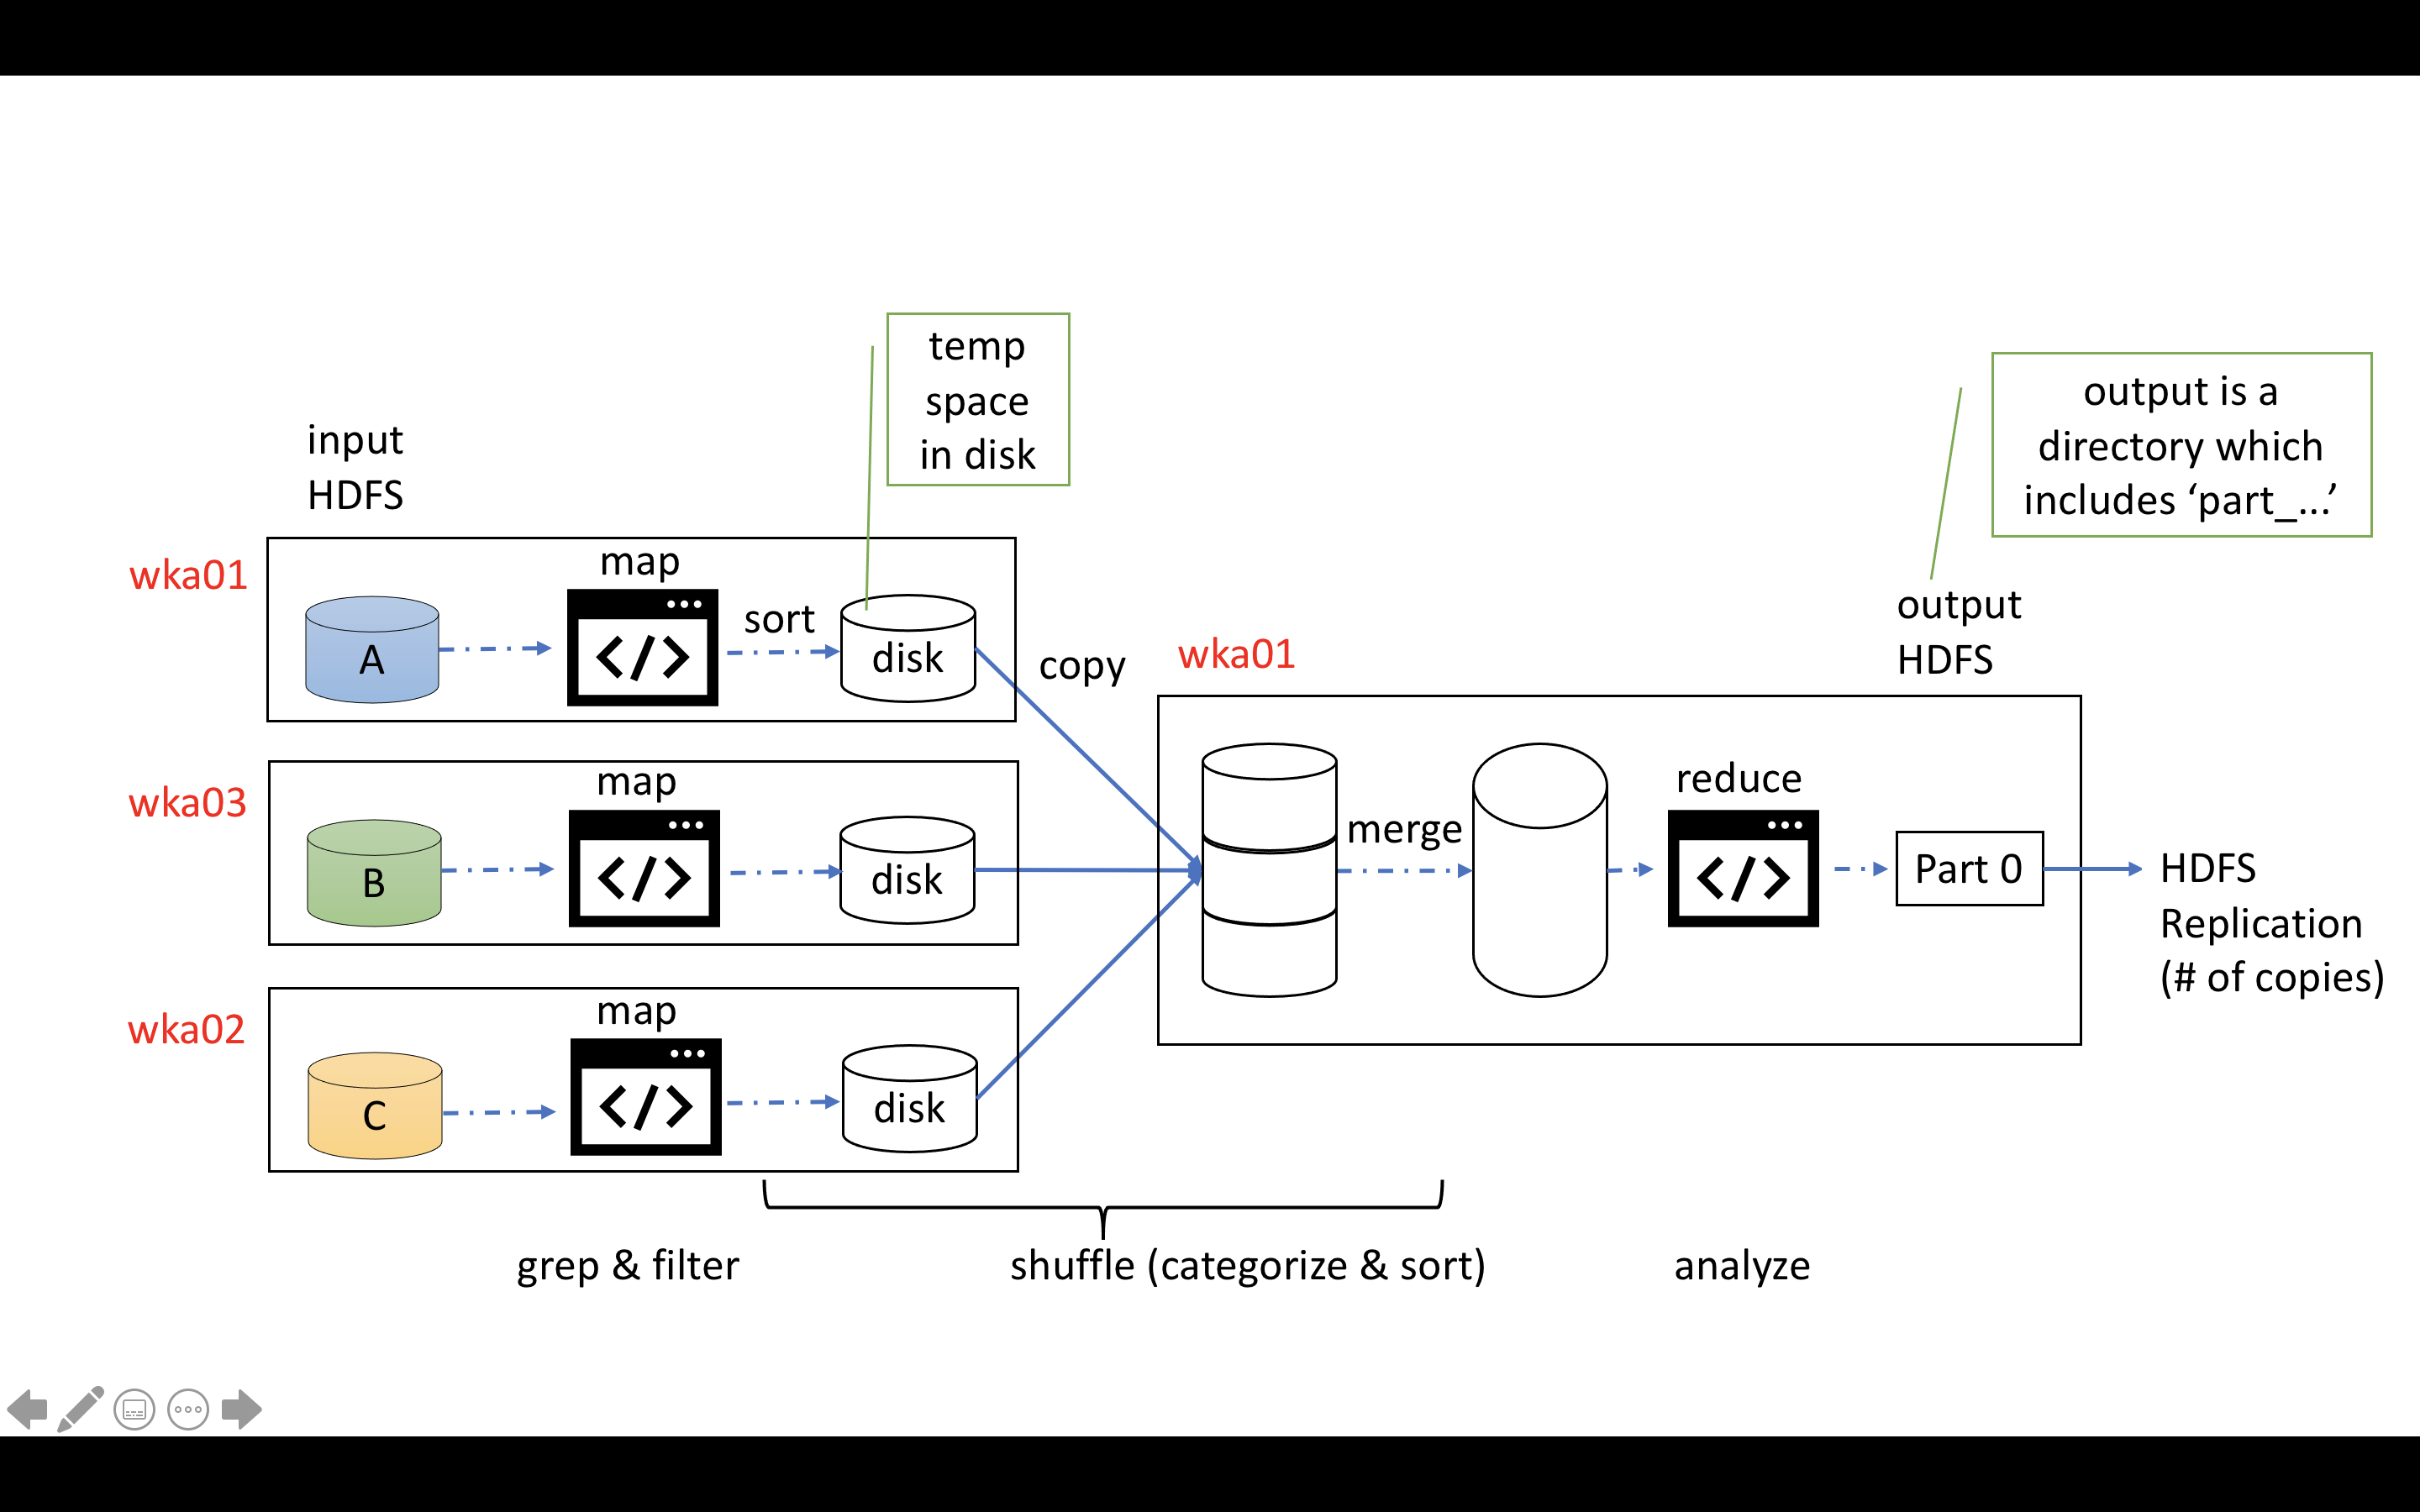 temp
space
in disk
output is a
directory which
includes ‘part_...’
input
HDFS
wka01
map
sort
A
</>
disk
copy
wka01
output
HDFS
wka03
map
B
</>
disk
merge
reduce
</>
Part 0
HDFS
Replication
(# of copies)
wka02
map
C
</>
disk
grep & filter
shuffle (categorize & sort)
analyze